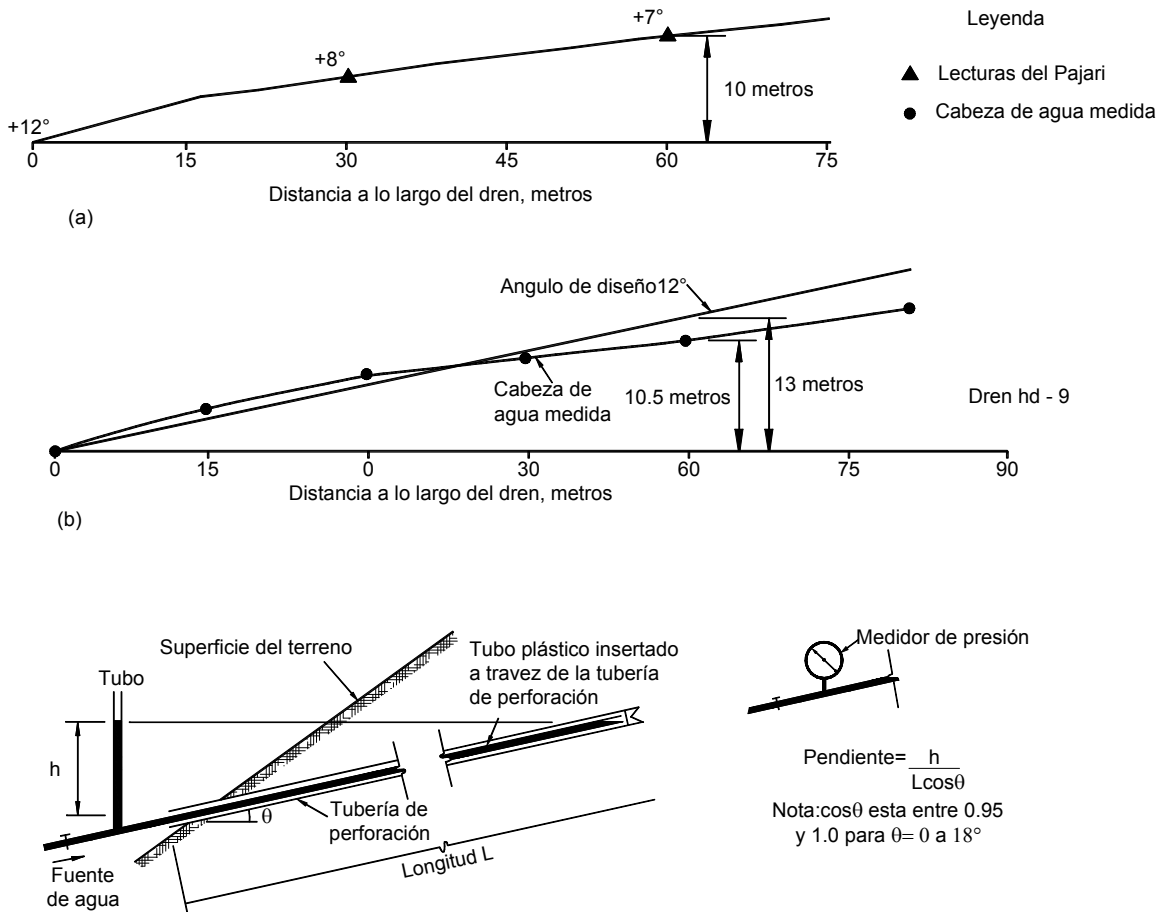 +7°
Leyenda
+8°
Lecturas del Pajari
10 metros
Cabeza de agua medida
+12°
0 15 30 45 60 75
Distancia a lo largo del dren, metros
(a)
Angulo de diseño12°
Cabeza de
agua medida
10.5 metros
13 metros
Dren hd - 9
0 15 0 30 60 75 90
Distancia a lo largo del dren, metros
(b)
Superficie del terreno
Tubo plástico insertado
a travez de la tubería
de perforación
Medidor de presión
Tubo
h
θ
Tubería de
perforación
Longitud L
Fuente
de agua
Pendiente= h
Lcosθ
Nota:cosθ esta entre 0.95
y 1.0 para θ= 0 a 18°